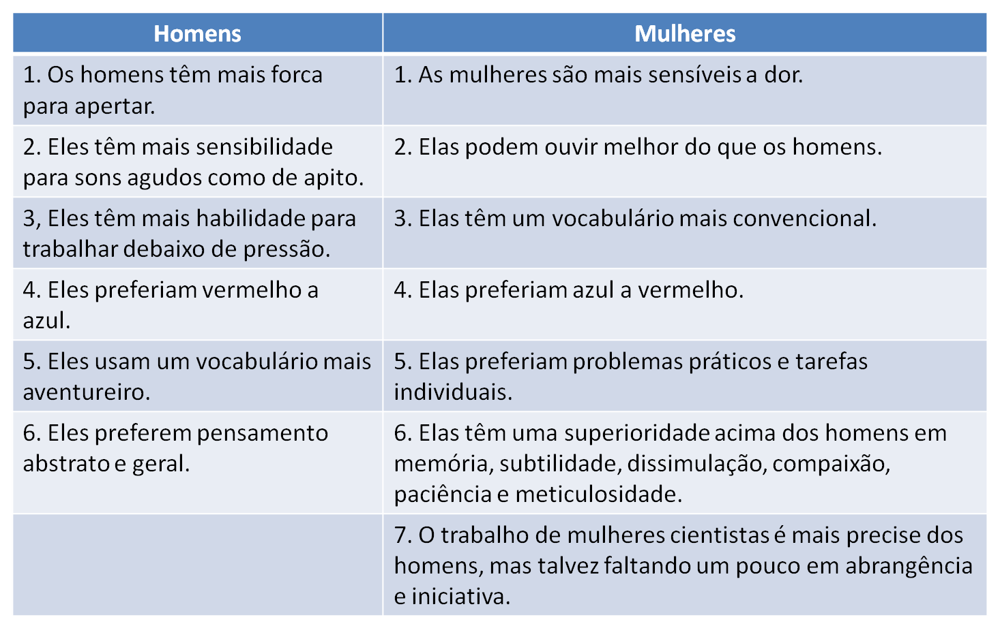 Homens
Mulheres
1. Os homens têm mais forca
para apertar.
1. As mulheres são mais sensíveis a dor.
2. Eles têm mais sensibilidade
para sons agudos como de apito.
2. Elas podem ouvir melhor do que os homens.
3, Eles têm mais habilidade para
trabalhar debaixo de pressão.
3. Elas têm um vocabulário mais convencional.
4. Eles preferiam vermelho a
azul.
4. Elas preferiam azul a vermelho.
5. Eles usam um vocabulário mais
aventureiro.
5. Elas preferiam problemas práticos e tarefas
individuais.
6. Eles preferem pensamento
abstrato e geral.
6. Elas têm uma superioridade acima dos homens em
memória, subtilidade, dissimulação, compaixão,
paciência e meticulosidade.
7. O trabalho de mulheres cientistas é mais precise dos
homens, mas talvez faltando um pouco em abrangência
e iniciativa.